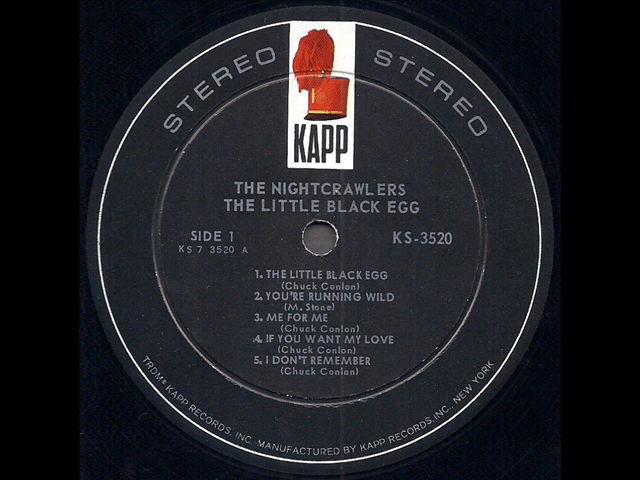 STEREO STEREO
KAPP
THE NIGHTCRAWLERS
THE LITTLE BLACK EGG
SIDE 1
KS-3520
KS 7 3520 A
1. THE LITTLE BLACK EGG
(Chuck Conlon)
2. YOU'RE RUNNING WILD
(M. Stone)
3. ME FOR ME
(Chuck Conlon)
4. IF YOU WANT MY LOVE
(Chuck Conlon)
5. I DON'T REMEMBER
(Chuck Conlon)
TRDM® KAPP RECORDS, INC. MANUFACTURED BY KAPP RECORDS, INC., NEW YORK